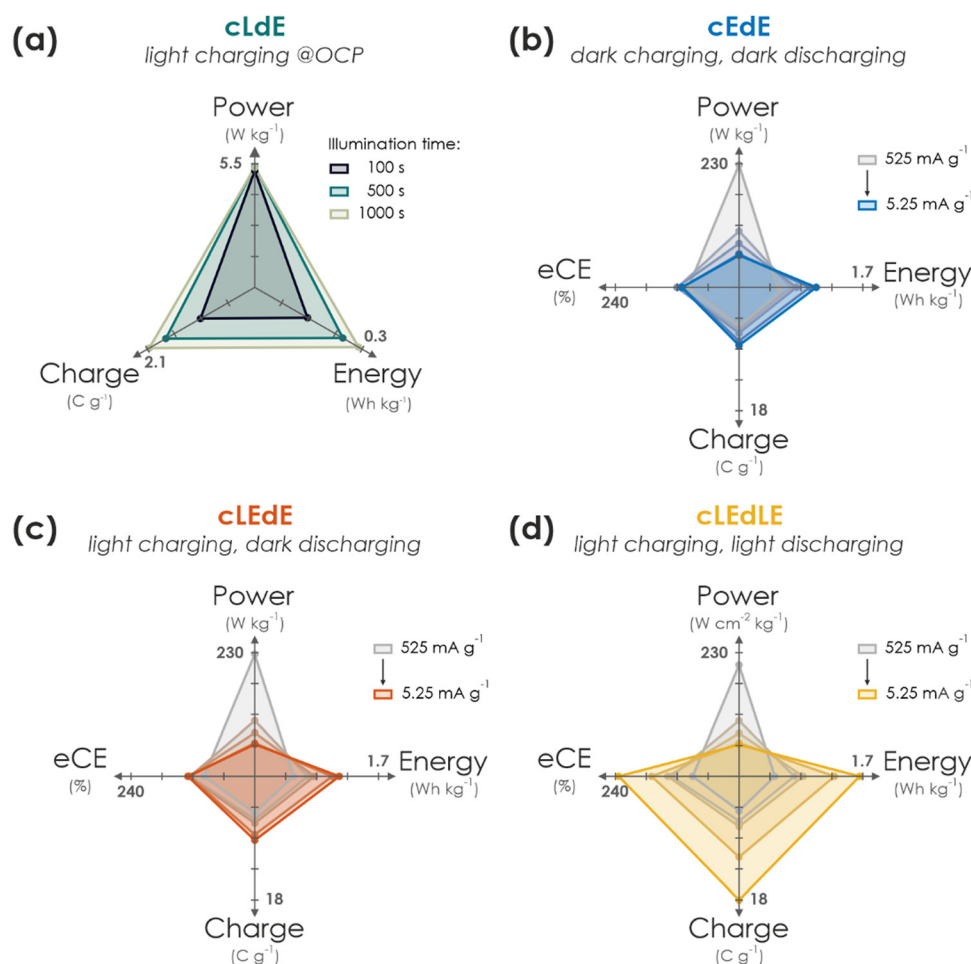 (a)
cLdE
light charging @OCP
Power
(W kg⁻¹)
5.5
Illumination time:
100 s
500 s
1000 s
Charge
(C g⁻¹)
2.1
0.3
Energy
(Wh kg⁻¹)
(b)
cEdE
dark charging, dark discharging
Power
(W kg⁻¹)
230
525 mA g⁻¹
5.25 mA g⁻¹
eCE
(%)
240
1.7
Energy
(Wh kg⁻¹)
18
Charge
(C g⁻¹)
(c)
cLEdE
light charging, dark discharging
Power
(W kg⁻¹)
230
525 mA g⁻¹
5.25 mA g⁻¹
eCE
(%)
240
1.7
Energy
(Wh kg⁻¹)
18
Charge
(C g⁻¹)
(d)
cLEdLE
light charging, light discharging
Power
(W cm⁻² kg⁻¹)
230
525 mA g⁻¹
5.25 mA g⁻¹
eCE
(%)
240
1.7
Energy
(Wh kg⁻¹)
18
Charge
(C g⁻¹)